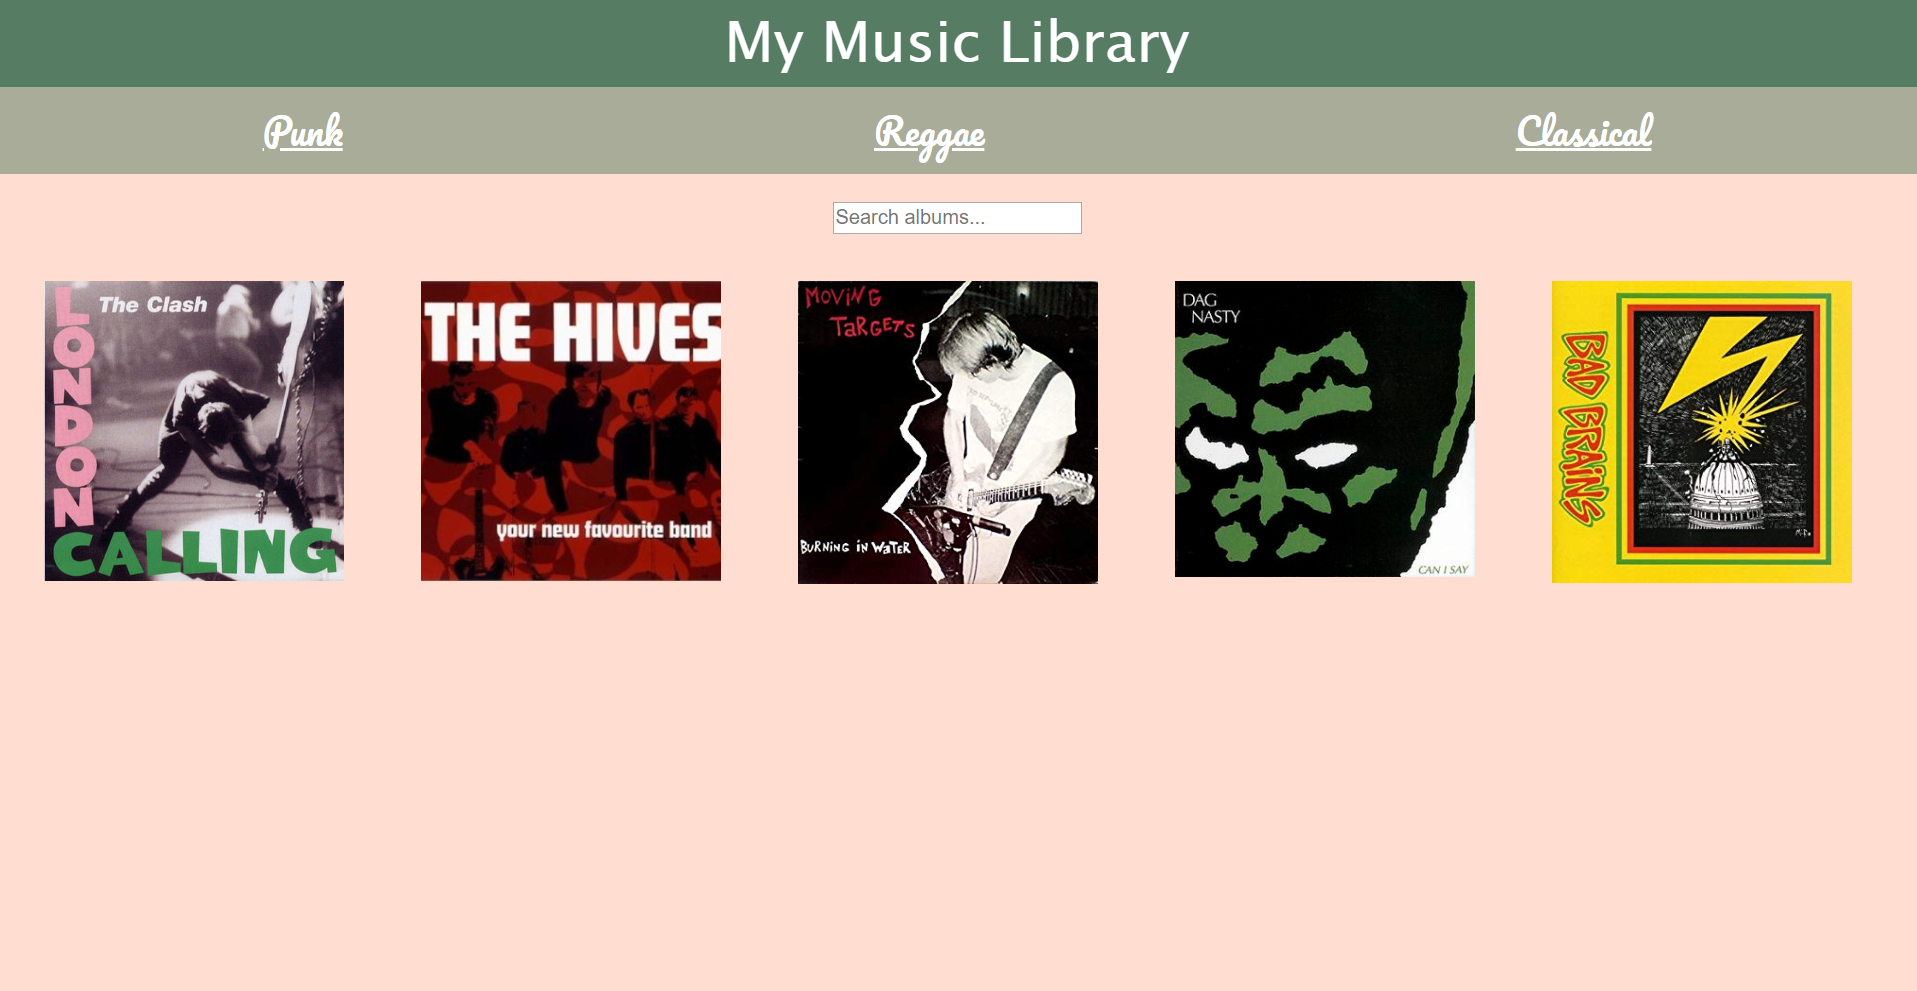 My Music Library
Punk
Reggae
Classical
Search albums...
The Clash
LONDON
CALLING
THE HIVES
your new favourite band
MOVING
TaRGETS
BURNING iN WaTER
DAG
NASTY
CAN I SAY
BAD BRAINS